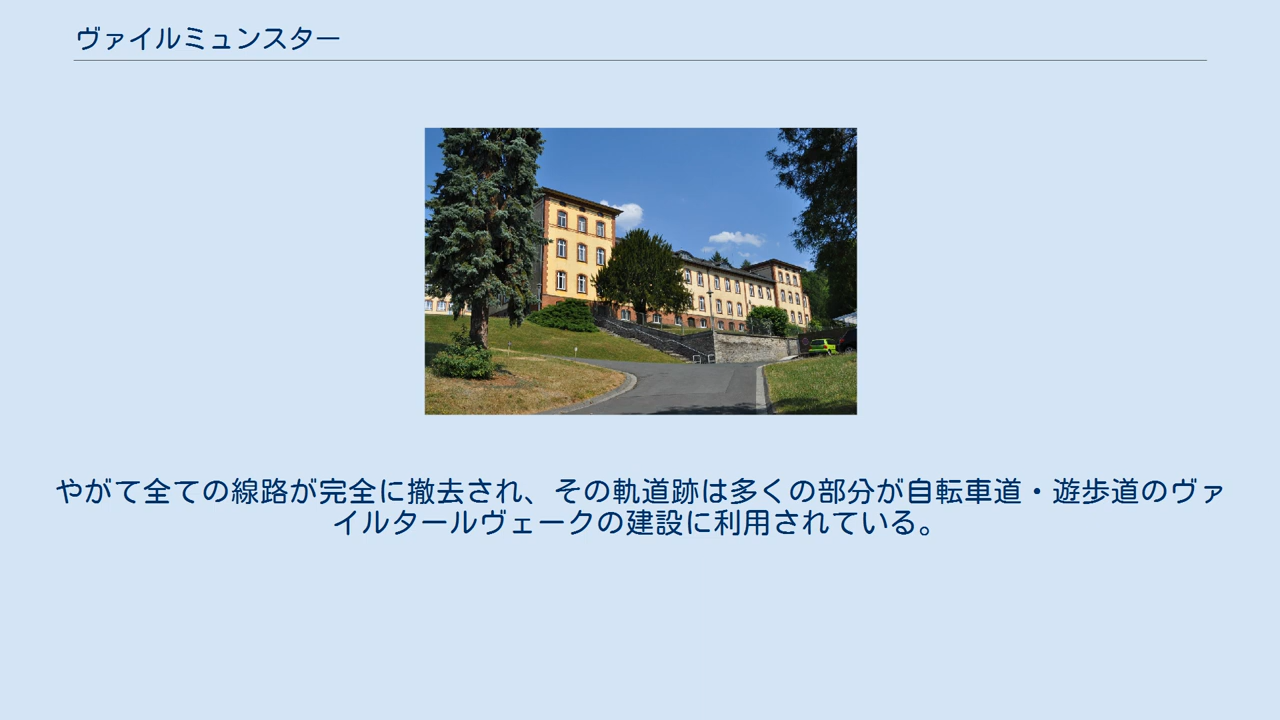 ヴァイルミュンスター
やがて全ての線路が完全に撤去され、その軌道跡は多くの部分が自転車道・遊歩道のヴァ
イルタールヴェークの建設に利用されている。